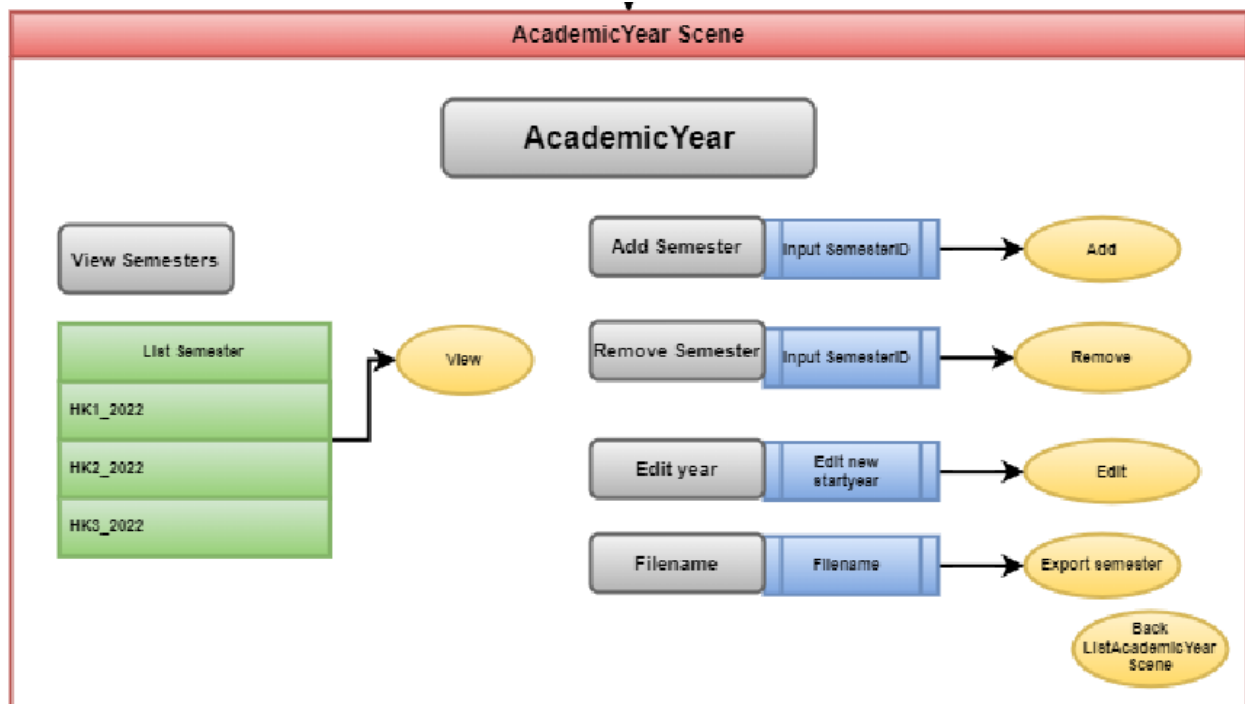 AcademicYear Scene
AcademicYear
View Semesters
List Semester
HK1_2022
HK2_2022
HK3_2022
View
Add Semester
Input SemesterID
Add
Remove Semester
Input SemesterID
Remove
Edit year
Edit new
startyear
Edit
Filename
Filename
Export semester
Back
ListAcademicYear
Scene